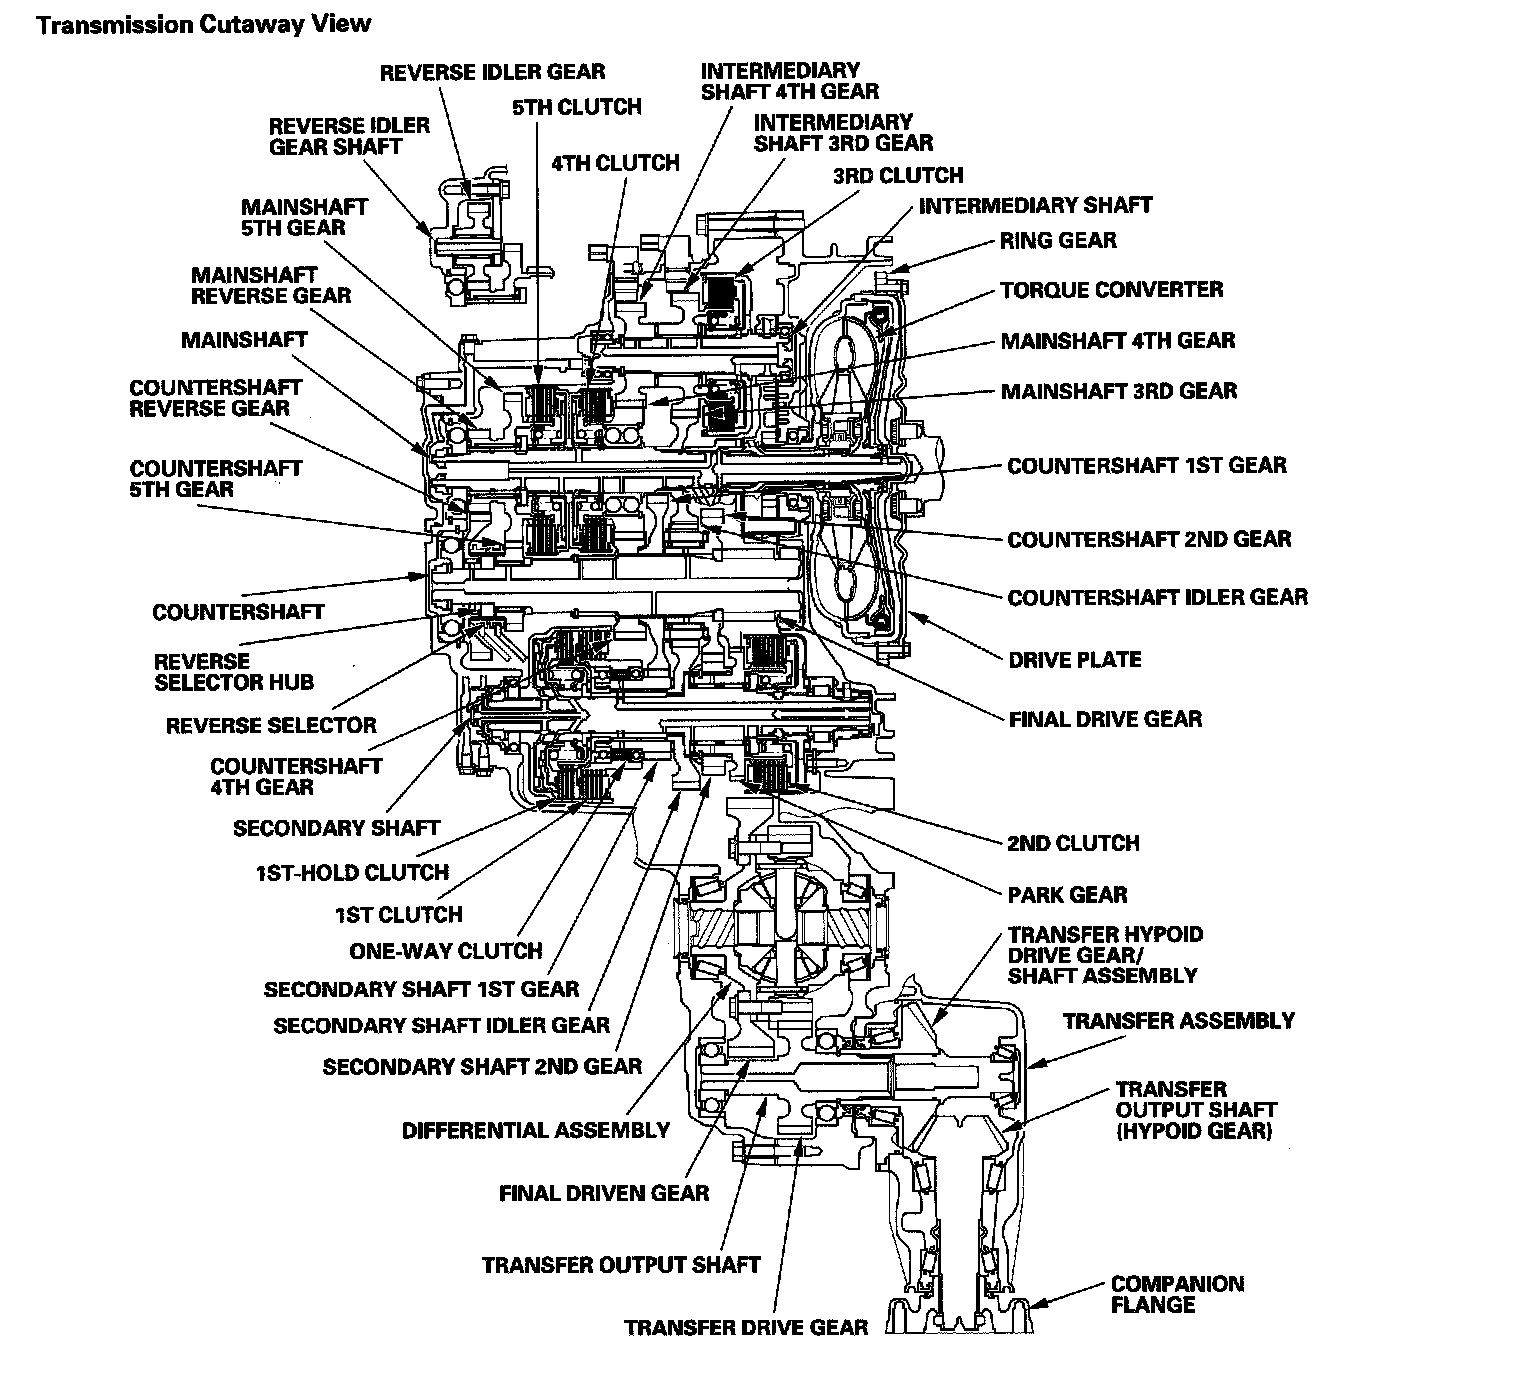 Transmission Cutaway View
REVERSE IDLER GEAR
INTERMEDIARY
SHAFT 4TH GEAR
5TH CLUTCH
INTERMEDIARY
SHAFT 3RD GEAR
REVERSE IDLER
GEAR SHAFT
4TH CLUTCH
3RD CLUTCH
MAINSHAFT
5TH GEAR
INTERMEDIARY SHAFT
RING GEAR
MAINSHAFT
REVERSE GEAR
TORQUE CONVERTER
MAINSHAFT
MAINSHAFT 4TH GEAR
COUNTERSHAFT
REVERSE GEAR
MAINSHAFT 3RD GEAR
COUNTERSHAFT
5TH GEAR
COUNTERSHAFT 1ST GEAR
COUNTERSHAFT 2ND GEAR
COUNTERSHAFT
COUNTERSHAFT IDLER GEAR
REVERSE
SELECTOR HUB
DRIVE PLATE
REVERSE SELECTOR
FINAL DRIVE GEAR
COUNTERSHAFT
4TH GEAR
SECONDARY SHAFT
2ND CLUTCH
1ST-HOLD CLUTCH
PARK GEAR
1ST CLUTCH
ONE-WAY CLUTCH
TRANSFER HYPOID
DRIVE GEAR/
SHAFT ASSEMBLY
SECONDARY SHAFT 1ST GEAR
SECONDARY SHAFT IDLER GEAR
TRANSFER ASSEMBLY
SECONDARY SHAFT 2ND GEAR
TRANSFER
OUTPUT SHAFT
(HYPOID GEAR)
DIFFERENTIAL ASSEMBLY
FINAL DRIVEN GEAR
TRANSFER OUTPUT SHAFT
COMPANION
FLANGE
TRANSFER DRIVE GEAR